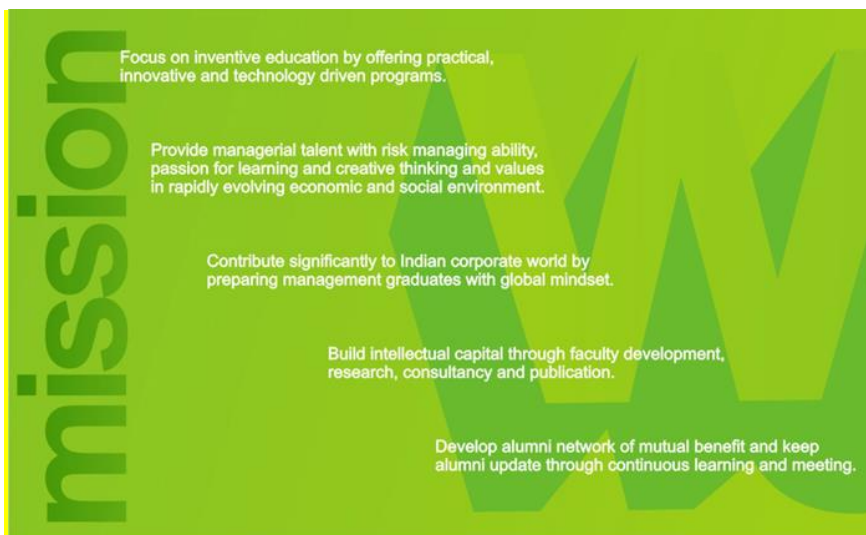 mission
Focus on inventive education by offering practical,
innovative and technology driven programs.
Provide managerial talent with risk managing ability,
passion for learning and creative thinking and values
in rapidly evolving economic and social environment.
Contribute significantly to Indian corporate world by
preparing management graduates with global mindset.
Build intellectual capital through faculty development,
research, consultancy and publication.
Develop alumni network of mutual benefit and keep
alumni update through continuous learning and meeting.